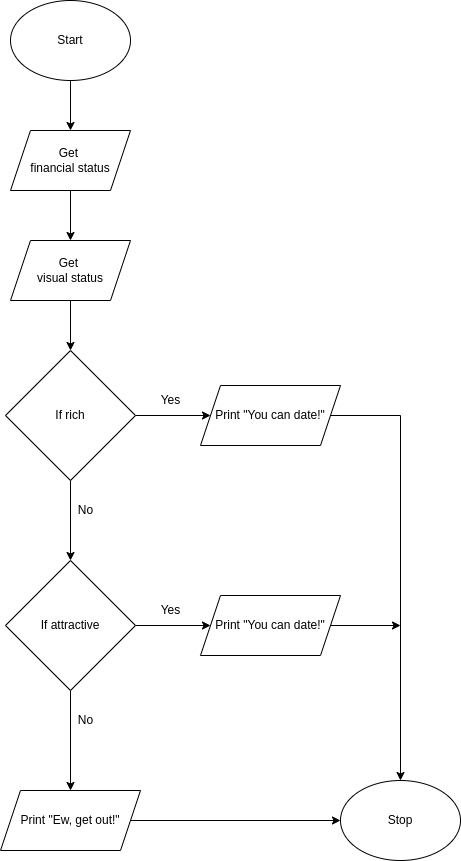 Start
Get
financial status
Get
visual status
If rich
Yes
Print "You can date!"
No
If attractive
Yes
Print "You can date!"
No
Print "Ew, get out!"
Stop